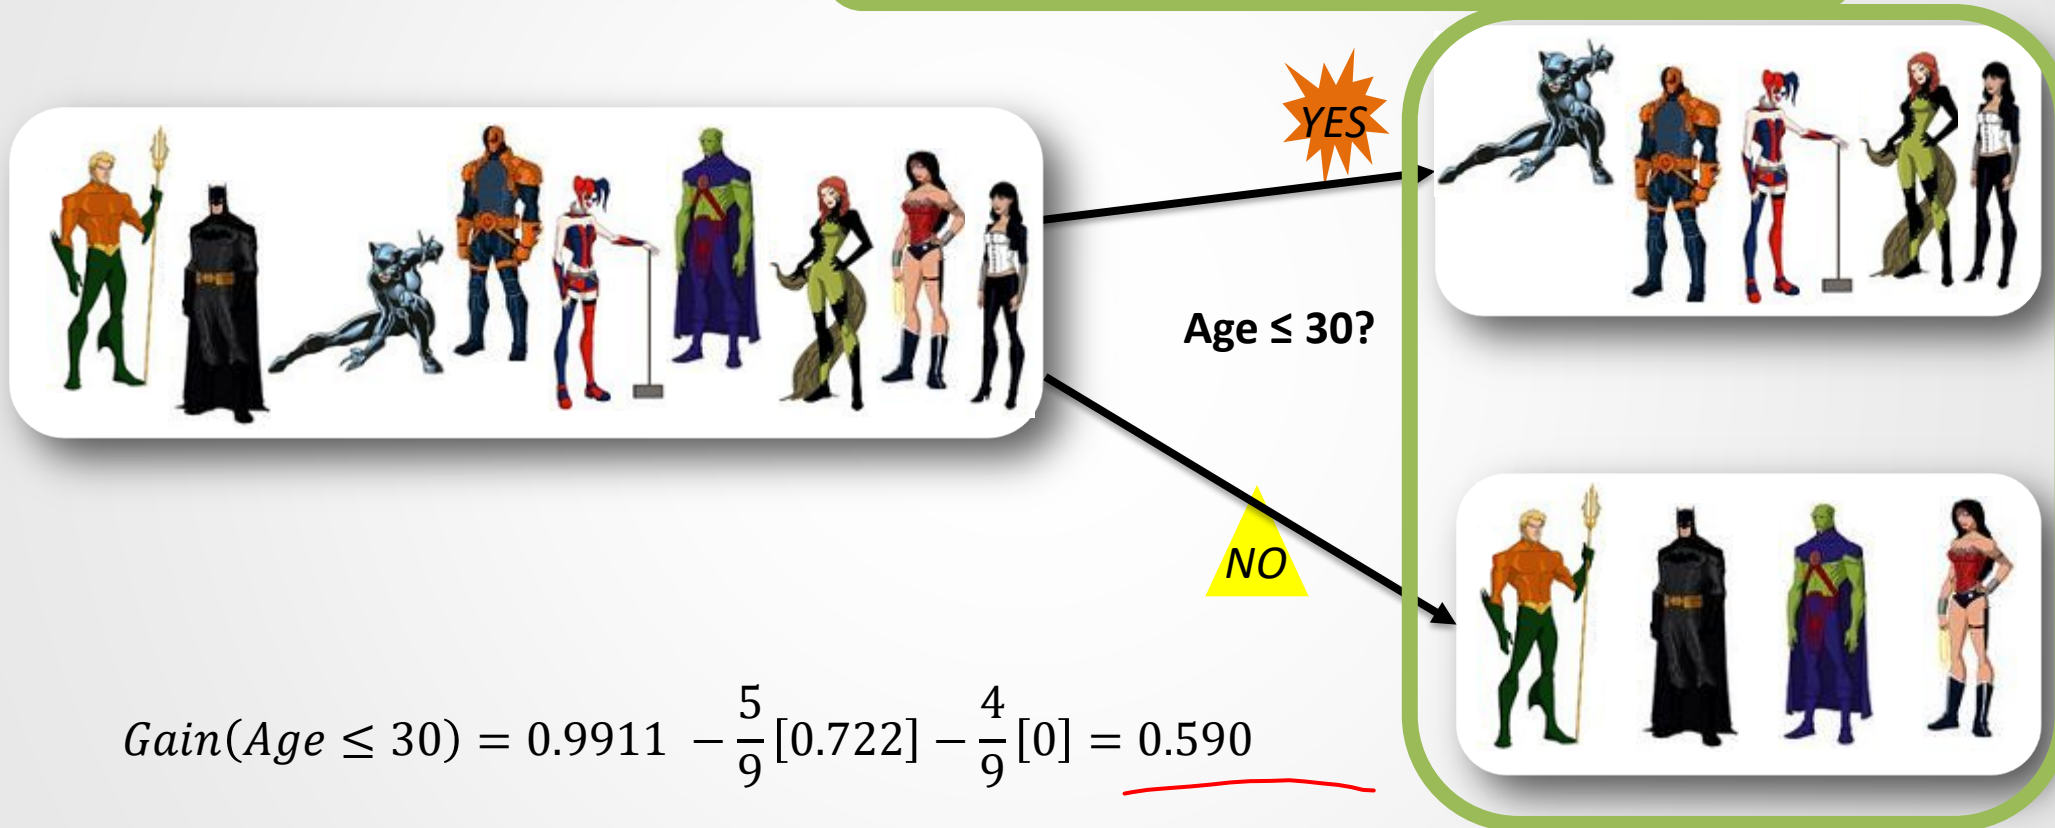 YES
Age ≤ 30?
NO
Gain(Age ≤ 30) = 0.9911 − 5/9 [0.722] − 4/9 [0] = 0.590